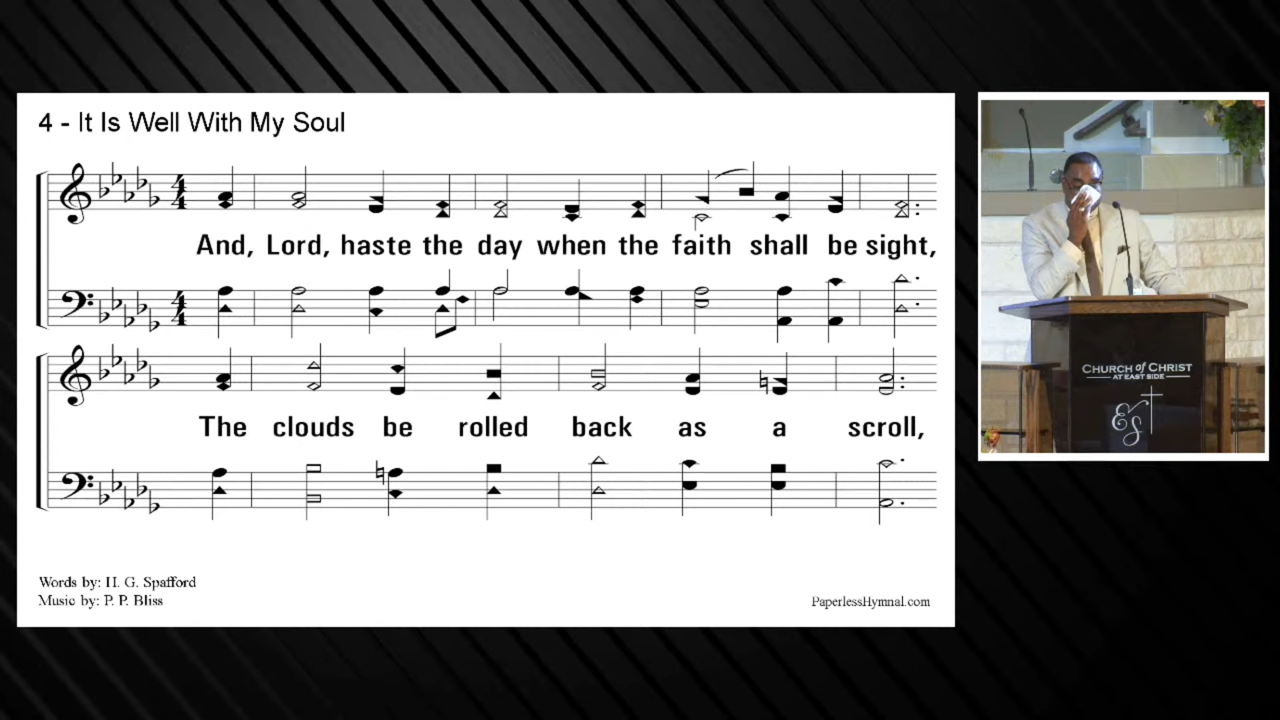 4 - It Is Well With My Soul
And, Lord, haste the day when the faith shall be sight,
The clouds be rolled back as a scroll,
Words by: H. G. Spafford
Music by: P. P. Bliss
PaperlessHymnal.com
CHURCH of CHRIST
AT EAST SIDE
ES